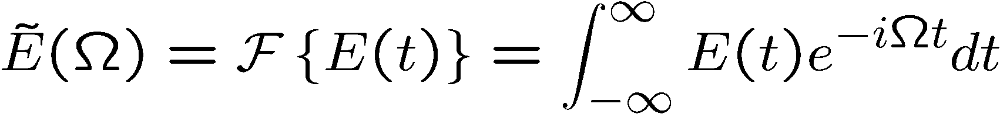 Ẽ(Ω) = ℱ {E(t)} = ∫_{−∞}^{∞} E(t)e^{−iΩt}dt